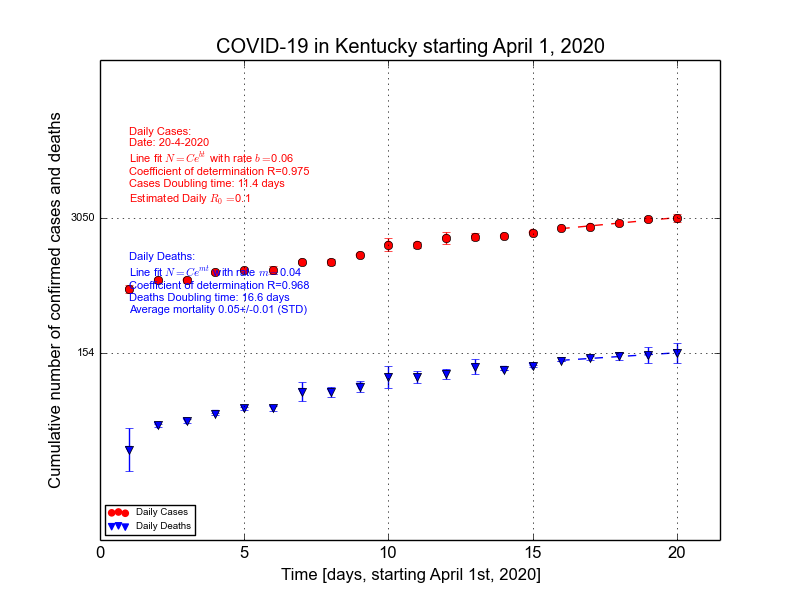 COVID-19 in Kentucky starting April 1, 2020
Cumulative number of confirmed cases and deaths
Daily Cases:
Date: 20-4-2020
Line fit N = Ce^{bt} with rate b =0.06
Coefficient of determination R=0.975
Cases Doubling time: 11.4 days
Estimated Daily R_0 =0.1
3050
Daily Deaths:
Line fit N = Ce^{mt} with rate m =0.04
Coefficient of determination R=0.968
Deaths Doubling time: 16.6 days
Average mortality 0.05+/-0.01 (STD)
154
Daily Cases
Daily Deaths
0 5 10 15 20
Time [days, starting April 1st, 2020]